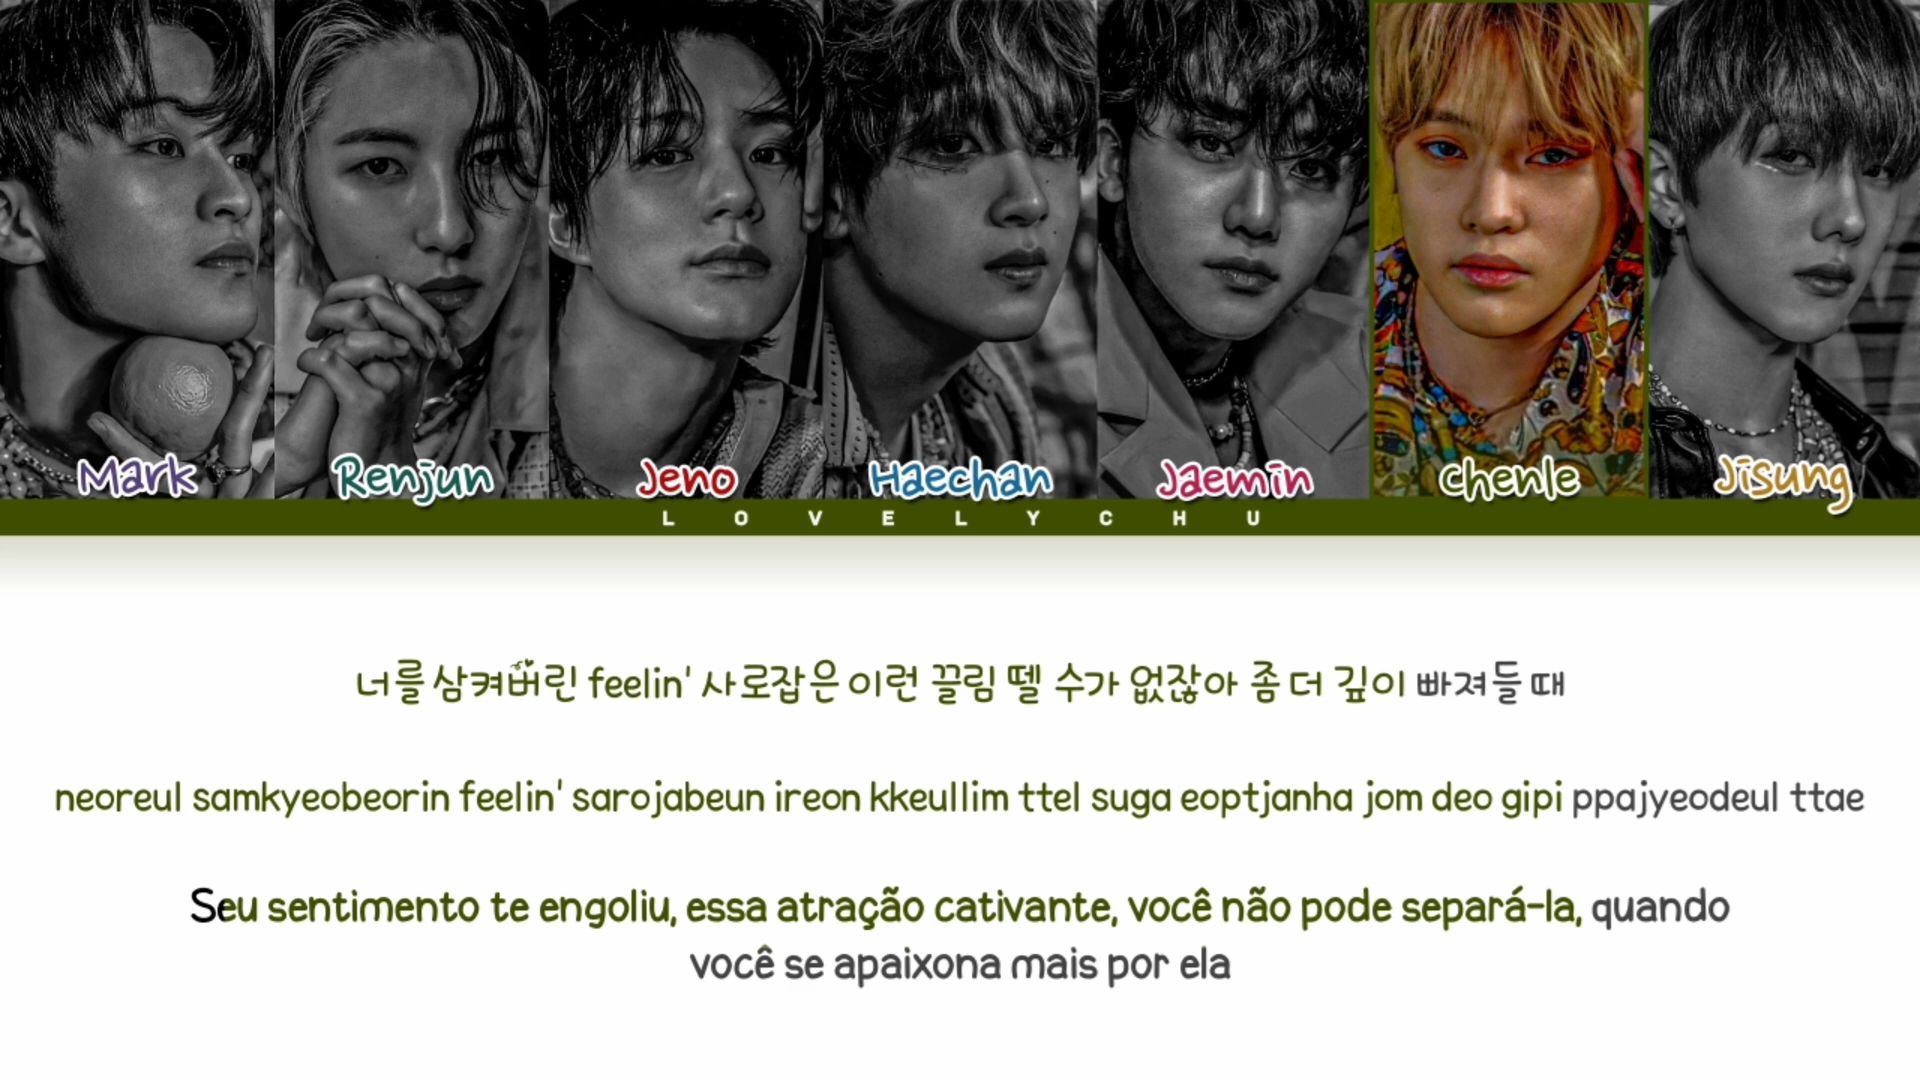 Mark Renjun Jeno Haechan Jaemin Chenle Jisung
LOVELYCHU
너를 삼켜버린 feelin' 사로잡은 이런 끌림 뗄 수가 없잖아 좀 더 깊이 빠져들 때
neoreul samkyeobeorin feelin' sarojabeun ireon kkeullim ttel suga eoptjanha jom deo gipi ppajyeodeul ttae
Seu sentimento te engoliu, essa atração cativante, você não pode separá-la, quando
você se apaixona mais por ela